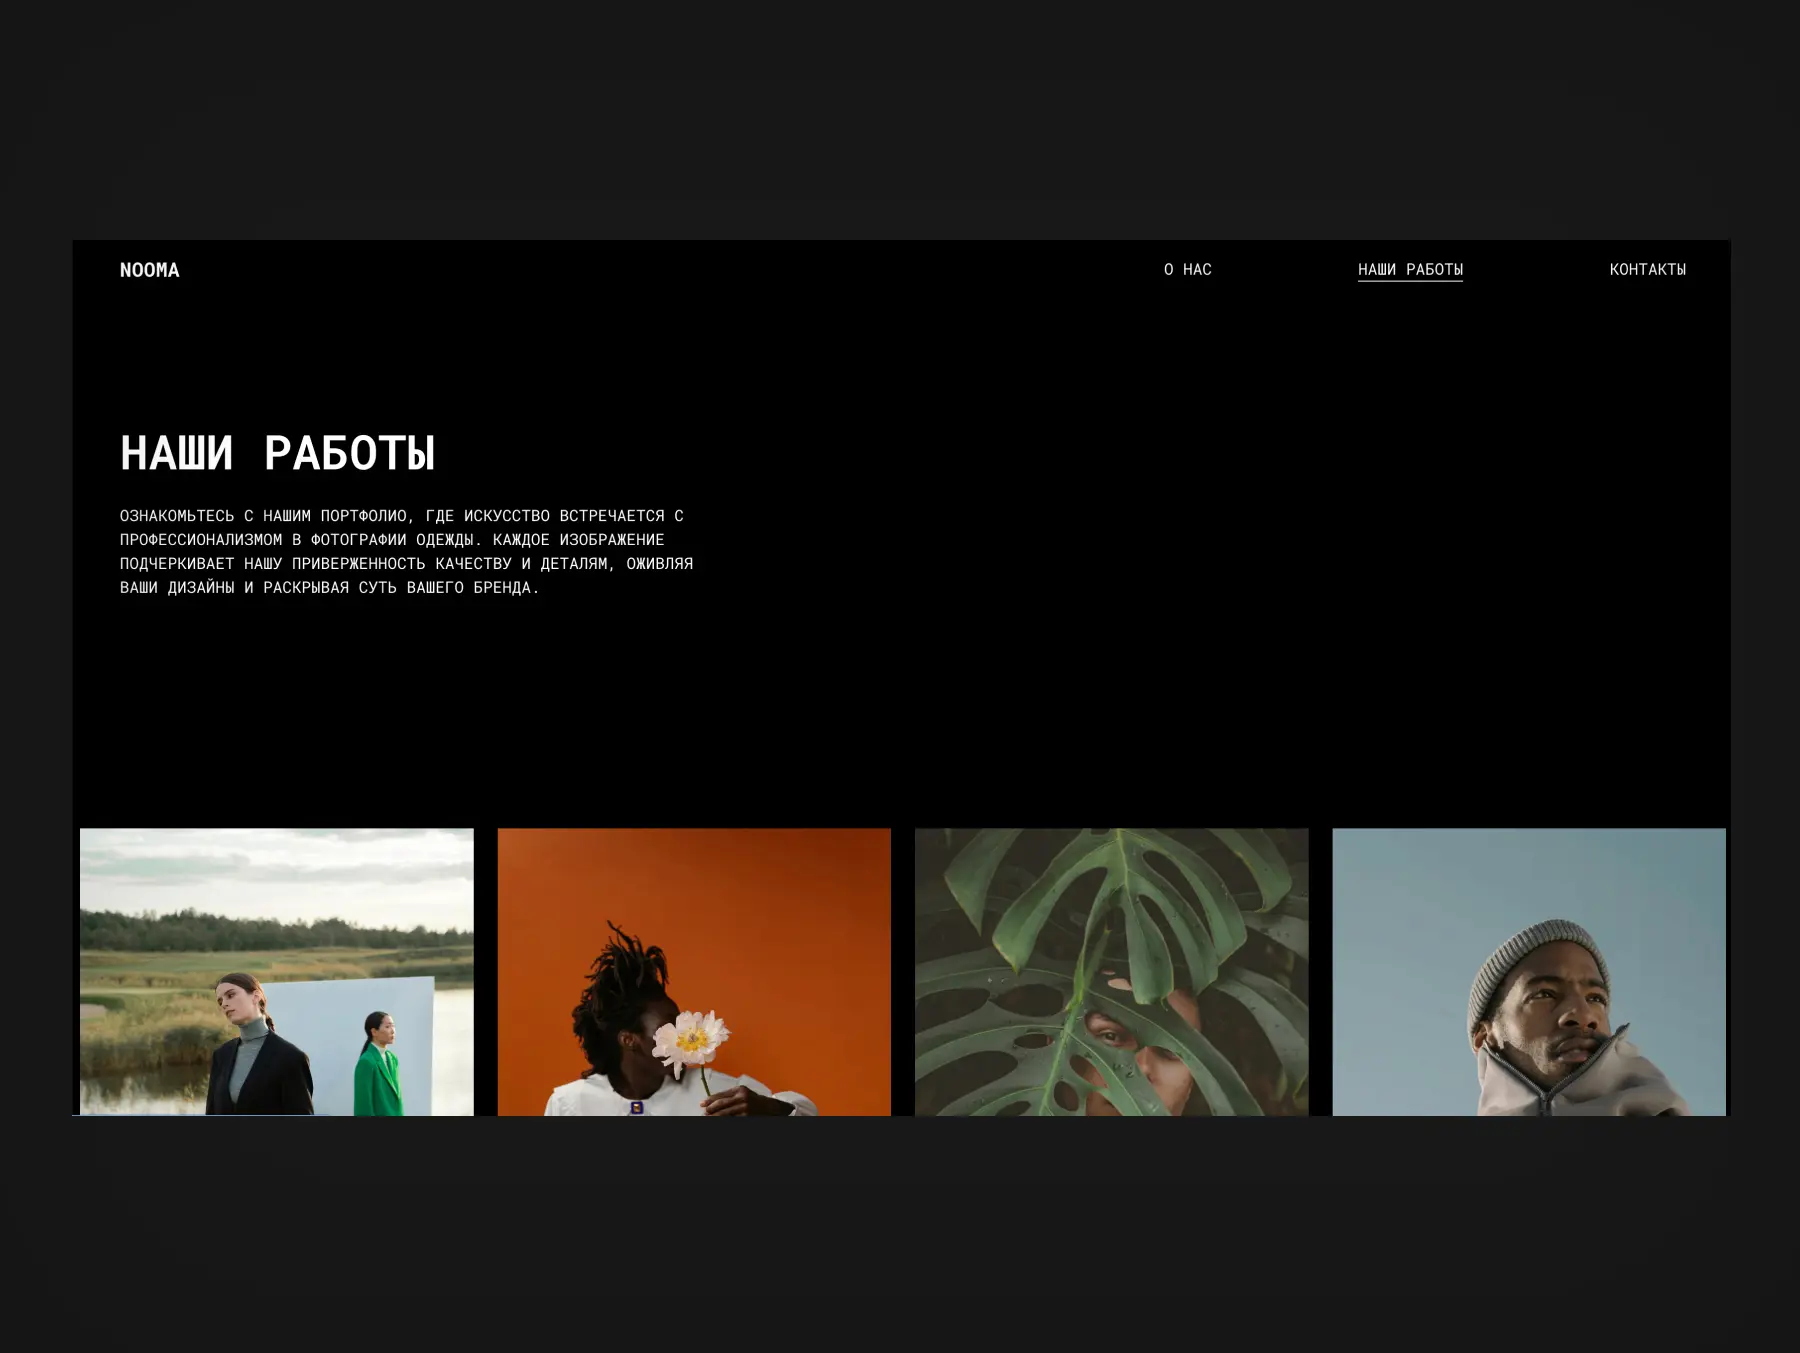 NOOMA
О НАС
НАШИ РАБОТЫ
КОНТАКТЫ
НАШИ РАБОТЫ
ОЗНАКОМЬТЕСЬ С НАШИМ ПОРТФОЛИО, ГДЕ ИСКУССТВО ВСТРЕЧАЕТСЯ С
ПРОФЕССИОНАЛИЗМОМ В ФОТОГРАФИИ ОДЕЖДЫ. КАЖДОЕ ИЗОБРАЖЕНИЕ
ПОДЧЕРКИВАЕТ НАШУ ПРИВЕРЖЕННОСТЬ КАЧЕСТВУ И ДЕТАЛЯМ, ОЖИВЛЯЯ
ВАШИ ДИЗАЙНЫ И РАСКРЫВАЯ СУТЬ ВАШЕГО БРЕНДА.